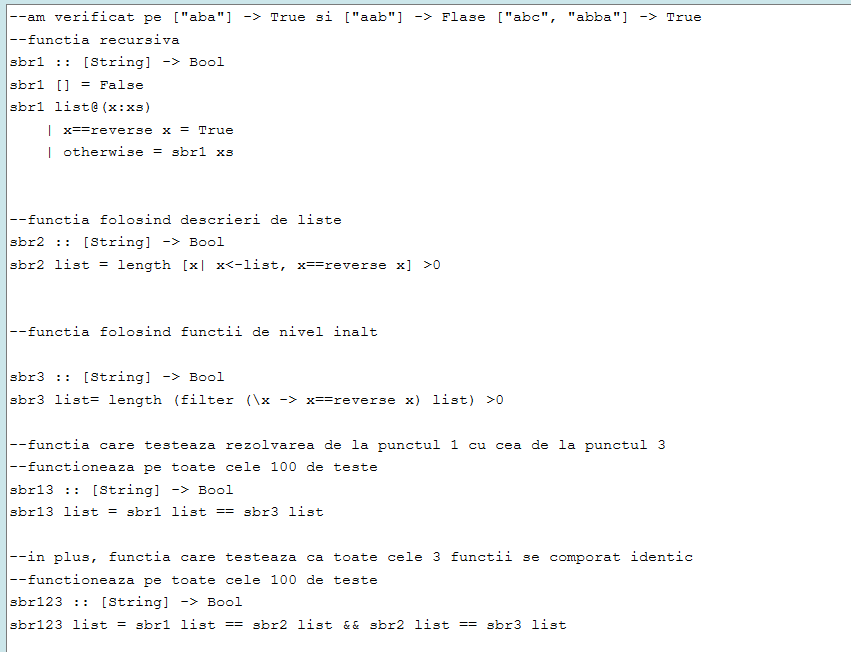 --am verificat pe ["aba"] -> True si ["aab"] -> Flase ["abc", "abba"] -> True
--functia recursiva
sbr1 :: [String] -> Bool
sbr1 [] = False
sbr1 list@(x:xs)
    | x==reverse x = True
    | otherwise = sbr1 xs
--functia folosind descrieri de liste
sbr2 :: [String] -> Bool
sbr2 list = length [x| x<-list, x==reverse x] >0
--functia folosind functii de nivel inalt
sbr3 :: [String] -> Bool
sbr3 list= length (filter (\x -> x==reverse x) list) >0
--functia care testeaza rezolvarea de la punctul 1 cu cea de la punctul 3
--functioneaza pe toate cele 100 de teste
sbr13 :: [String] -> Bool
sbr13 list = sbr1 list == sbr3 list
--in plus, functia care testeaza ca toate cele 3 functii se comporat identic
--functioneaza pe toate cele 100 de teste
sbr123 :: [String] -> Bool
sbr123 list = sbr1 list == sbr2 list && sbr2 list == sbr3 list